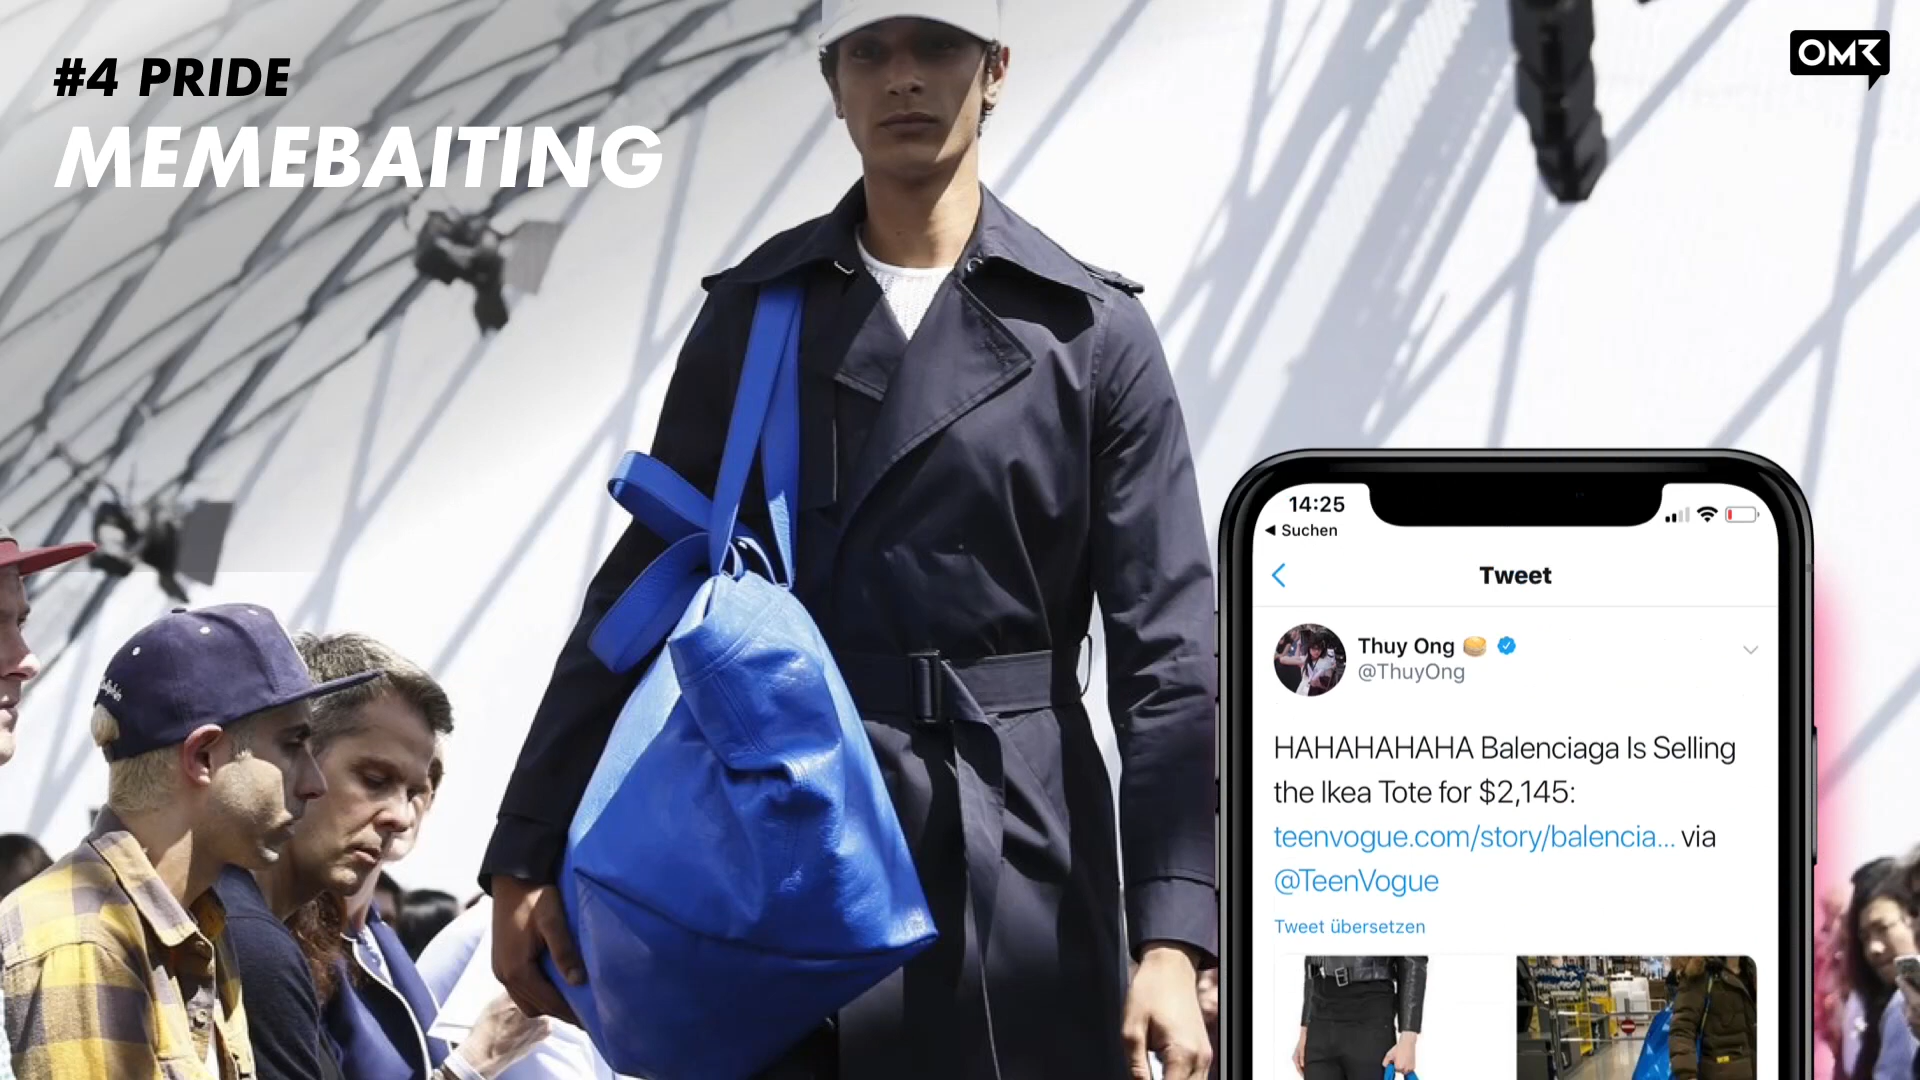 #4 PRIDE
MEMEBAITING
OMR
14:25
◀ Suchen
Tweet
Thuy Ong
@ThuyOng
HAHAHAHAHA Balenciaga Is Selling
the Ikea Tote for $2,145:
teenvogue.com/story/balencia... via
@TeenVogue
Tweet übersetzen